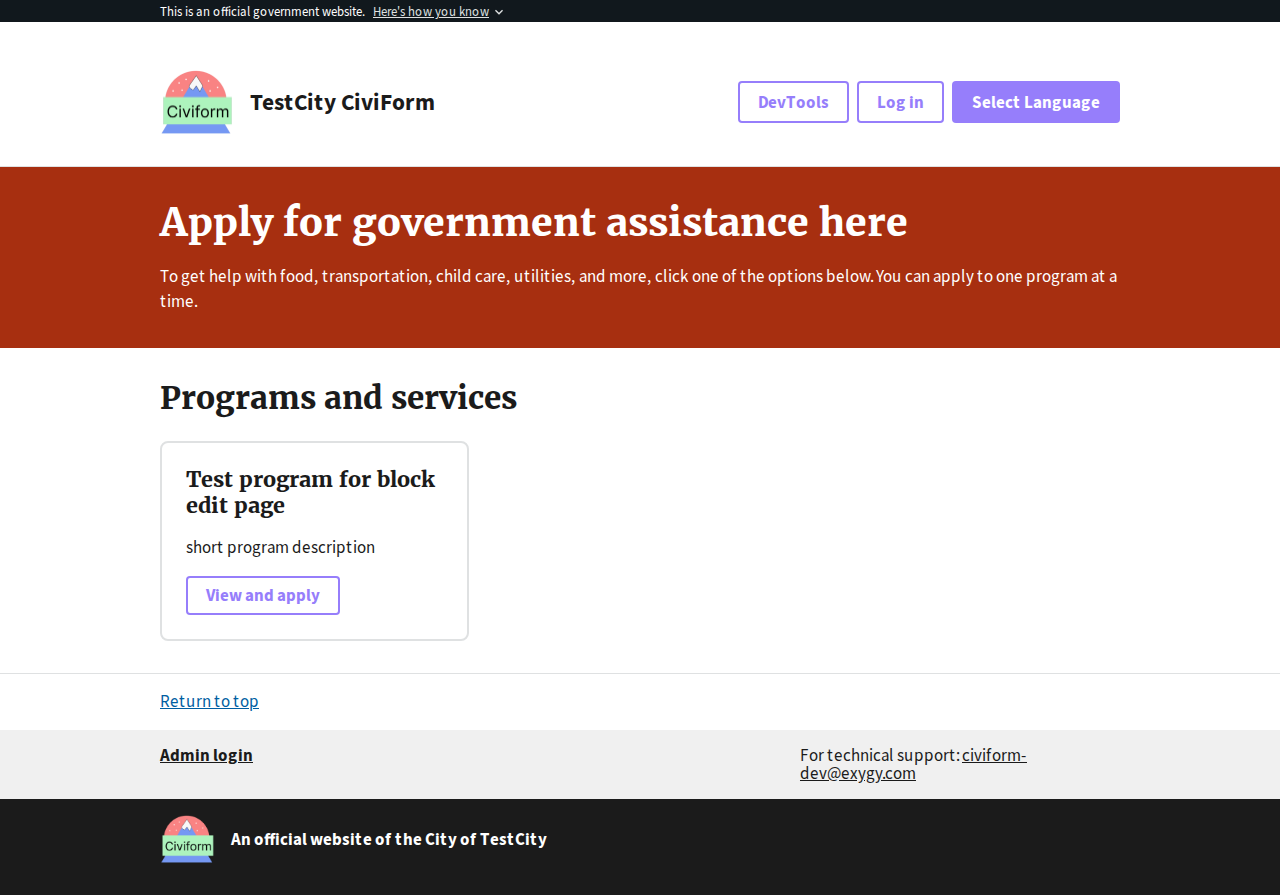 This is an official government website. Here's how you know
Civiform
TestCity CiviForm
DevTools
Log in
Select Language
Apply for government assistance here
To get help with food, transportation, child care, utilities, and more, click one of the options below. You can apply to one program at a
time.
Programs and services
Test program for block
edit page
short program description
View and apply
Return to top
Admin login
For technical support: civiform-
dev@exygy.com
Civiform
An official website of the City of TestCity